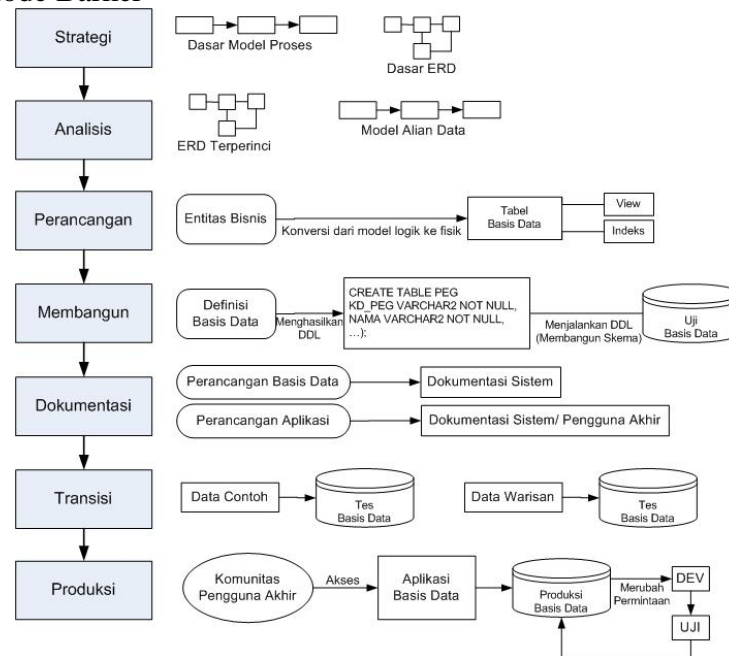 Strategi
Dasar Model Proses
Dasar ERD
Analisis
ERD Terperinci
Model Alian Data
Perancangan
Entitas Bisnis
Konversi dari model logik ke fisik
Tabel
Basis Data
View
Indeks
Membangun
Definisi
Basis Data
Menghasilkan
DDL
CREATE TABLE PEG
KD_PEG VARCHAR2 NOT NULL,
NAMA VARCHAR2 NOT NULL,
…);
Menjalankan DDL
(Membangun Skema)
Uji
Basis Data
Dokumentasi
Perancangan Basis Data
Dokumentasi Sistem
Perancangan Aplikasi
Dokumentasi Sistem/ Pengguna Akhir
Transisi
Data Contoh
Tes
Basis Data
Data Warisan
Tes
Basis Data
Produksi
Komunitas
Pengguna Akhir
Akses
Aplikasi
Basis Data
Produksi
Basis Data
Merubah
Permintaan
DEV
UJI